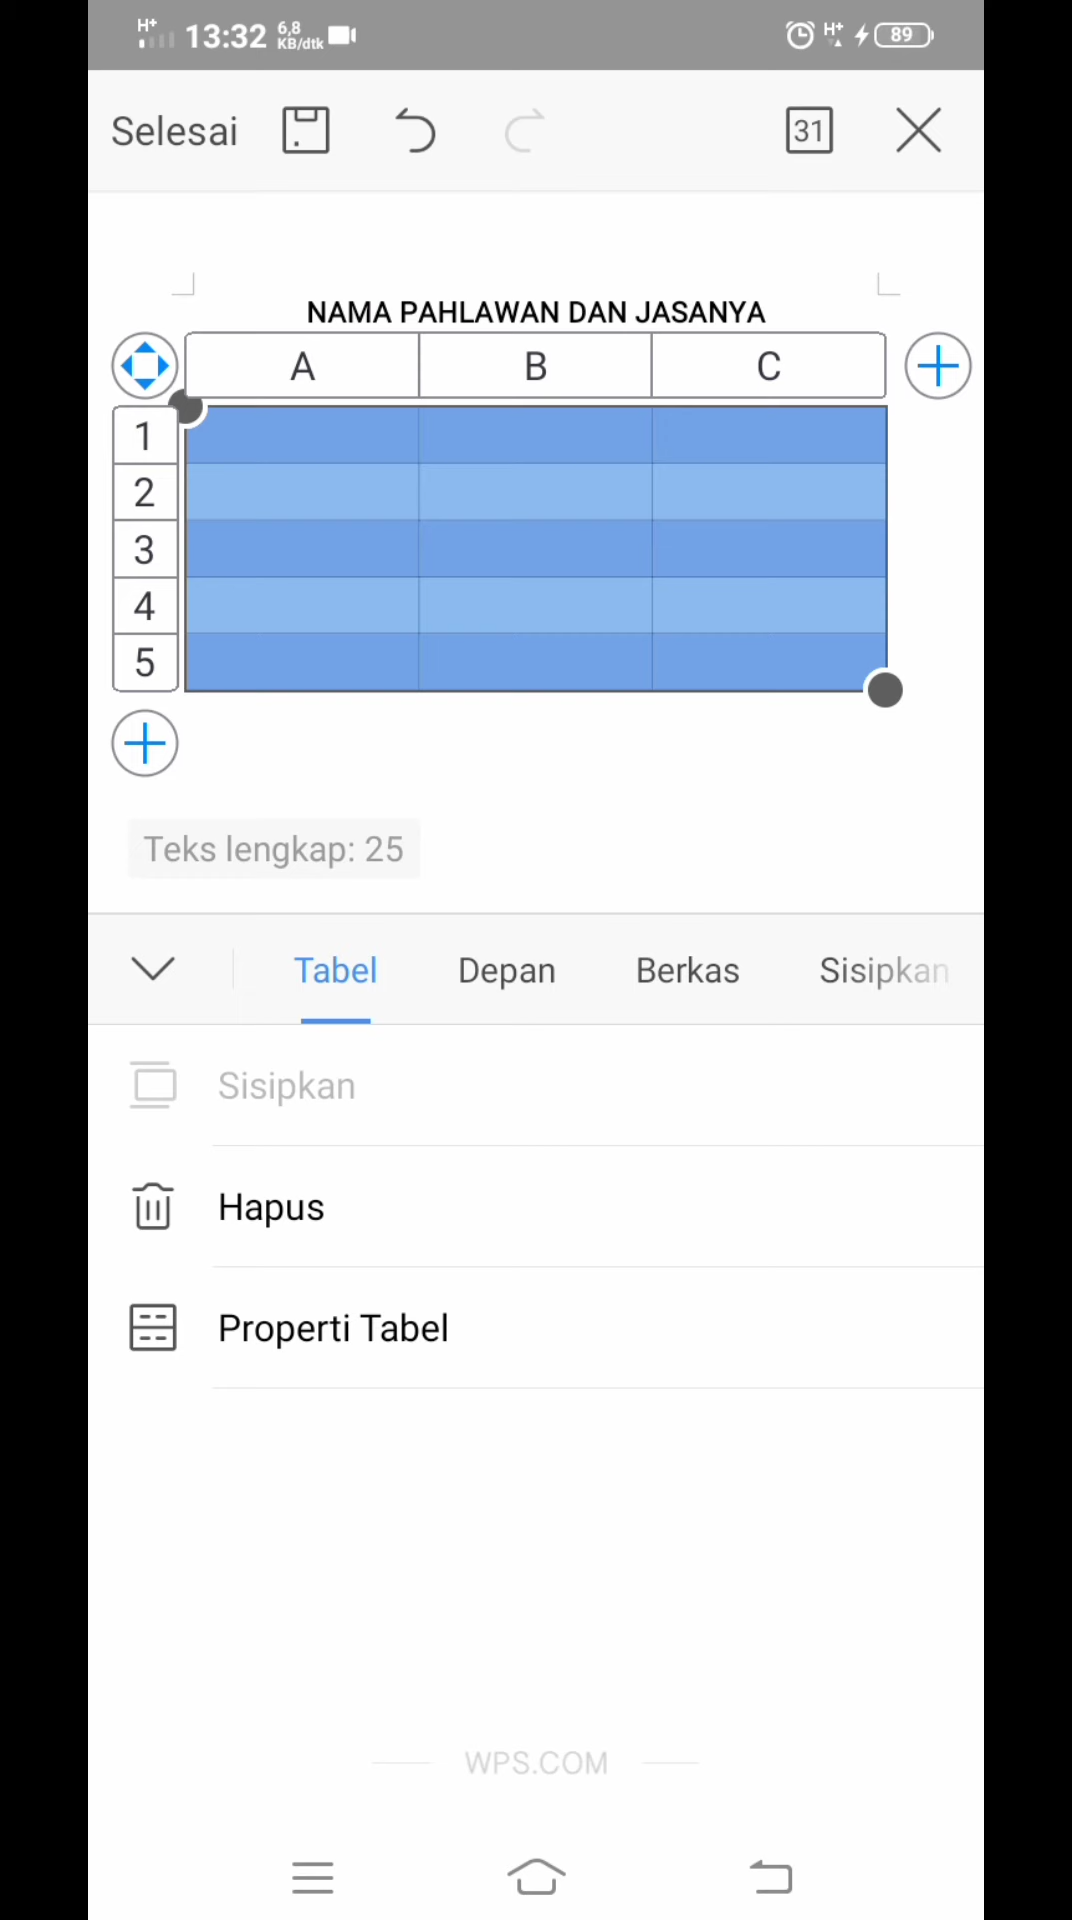 H+ 13:32 6,8 KB/dtk H+ 89
Selesai 31
NAMA PAHLAWAN DAN JASANYA
A B C
1
2
3
4
5
Teks lengkap: 25
Tabel Depan Berkas Sisipkan
Sisipkan
Hapus
Properti Tabel
WPS.COM